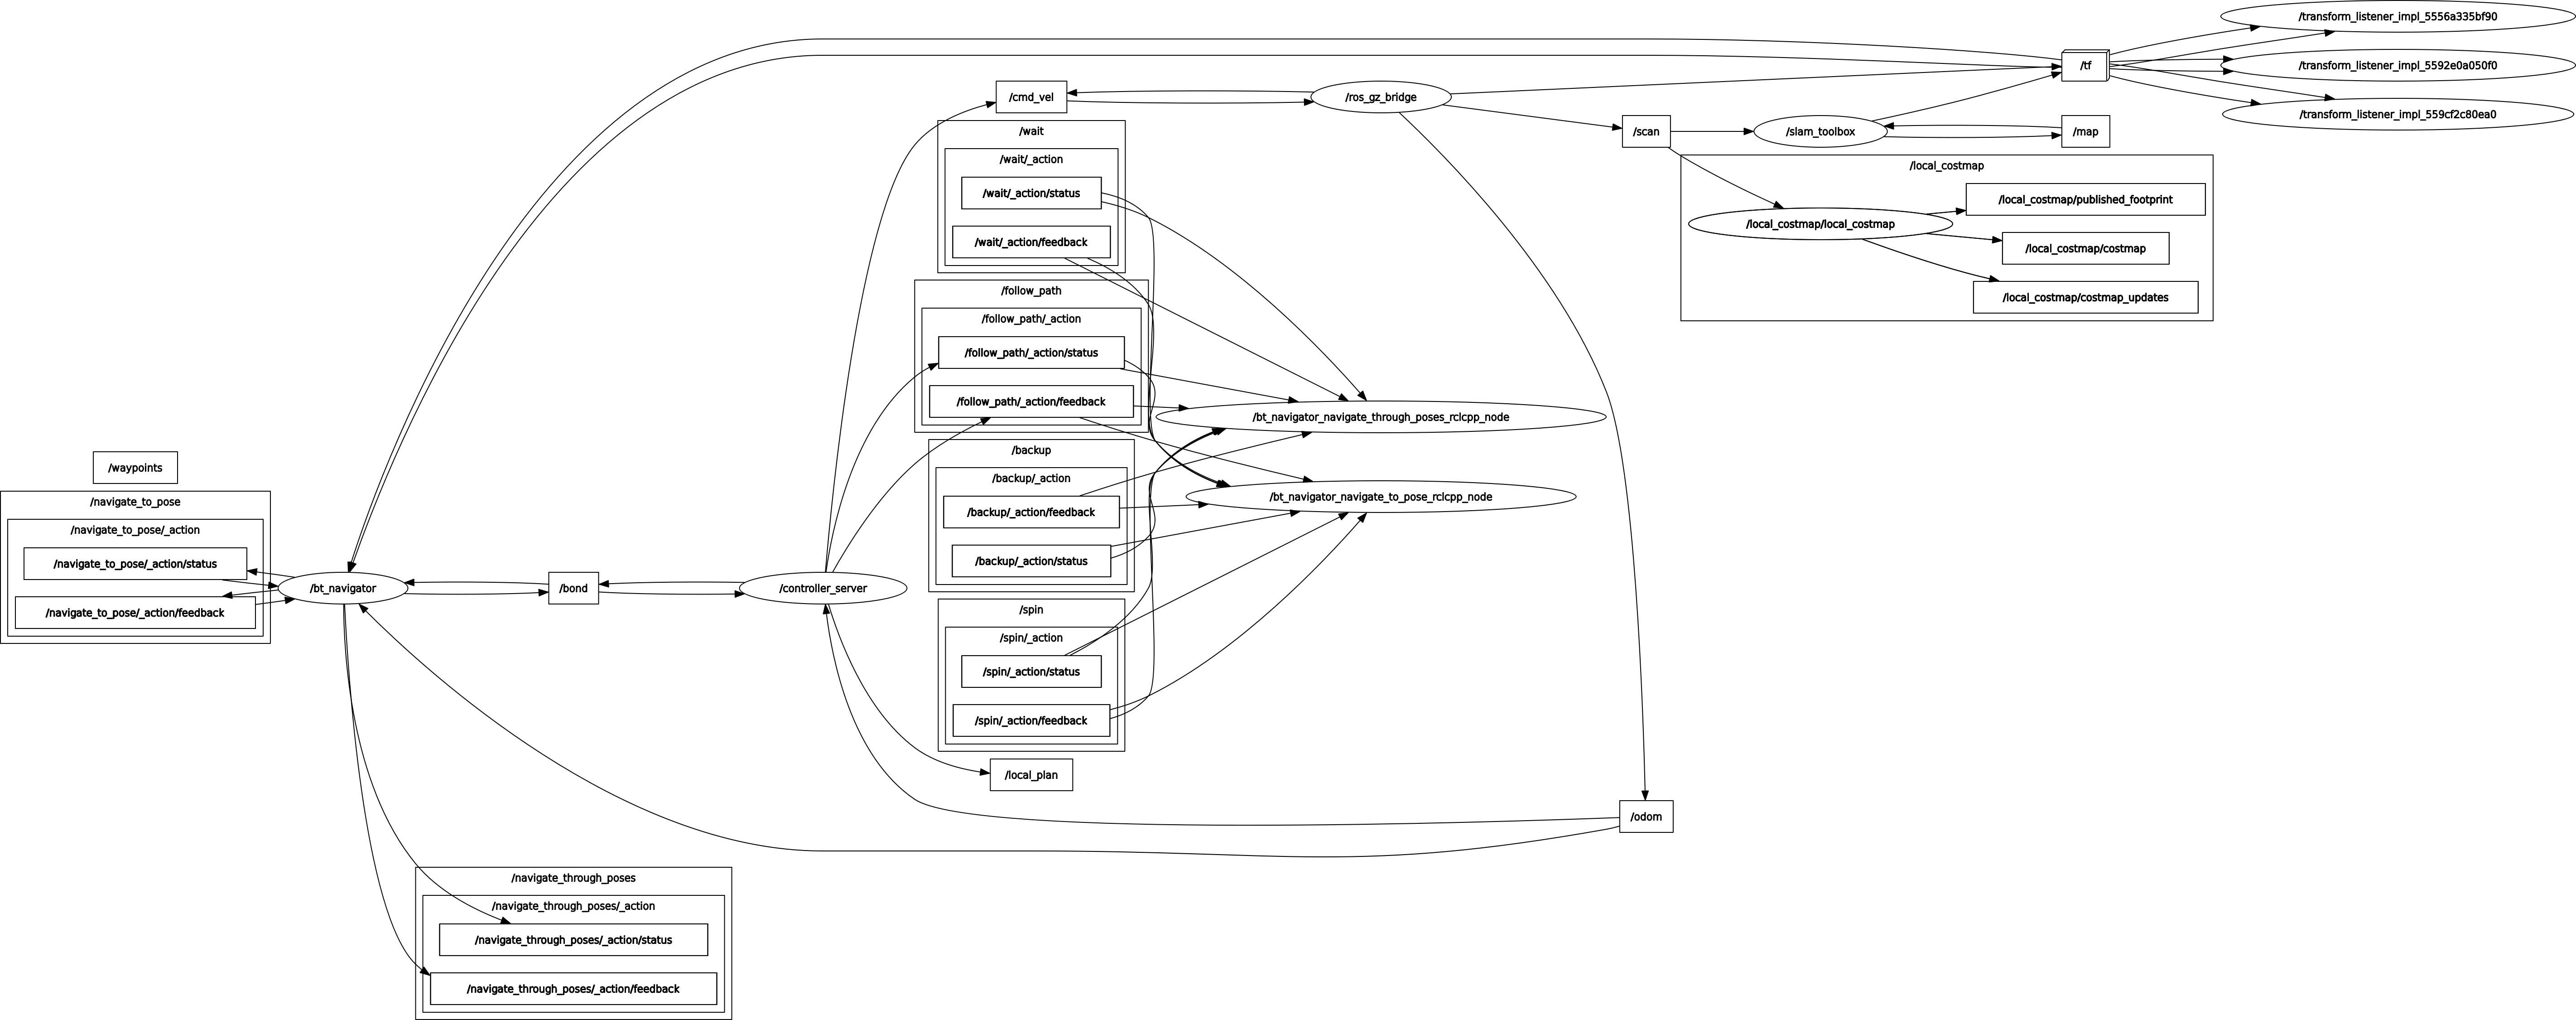 /transform_listener_impl_5556a335bf90
/tf
/transform_listener_impl_5592e0a050f0
/cmd_vel
/ros_gz_bridge
/transform_listener_impl_559cf2c80ea0
/scan
/slam_toolbox
/map
/wait
/wait/_action
/wait/_action/status
/wait/_action/feedback
/local_costmap
/local_costmap/published_footprint
/local_costmap/local_costmap
/local_costmap/costmap
/local_costmap/costmap_updates
/follow_path
/follow_path/_action
/follow_path/_action/status
/follow_path/_action/feedback
/bt_navigator_navigate_through_poses_rclcpp_node
/backup
/backup/_action
/backup/_action/feedback
/backup/_action/status
/bt_navigator_navigate_to_pose_rclcpp_node
/waypoints
/navigate_to_pose
/navigate_to_pose/_action
/navigate_to_pose/_action/status
/navigate_to_pose/_action/feedback
/bt_navigator
/bond
/controller_server
/spin
/spin/_action
/spin/_action/status
/spin/_action/feedback
/local_plan
/odom
/navigate_through_poses
/navigate_through_poses/_action
/navigate_through_poses/_action/status
/navigate_through_poses/_action/feedback